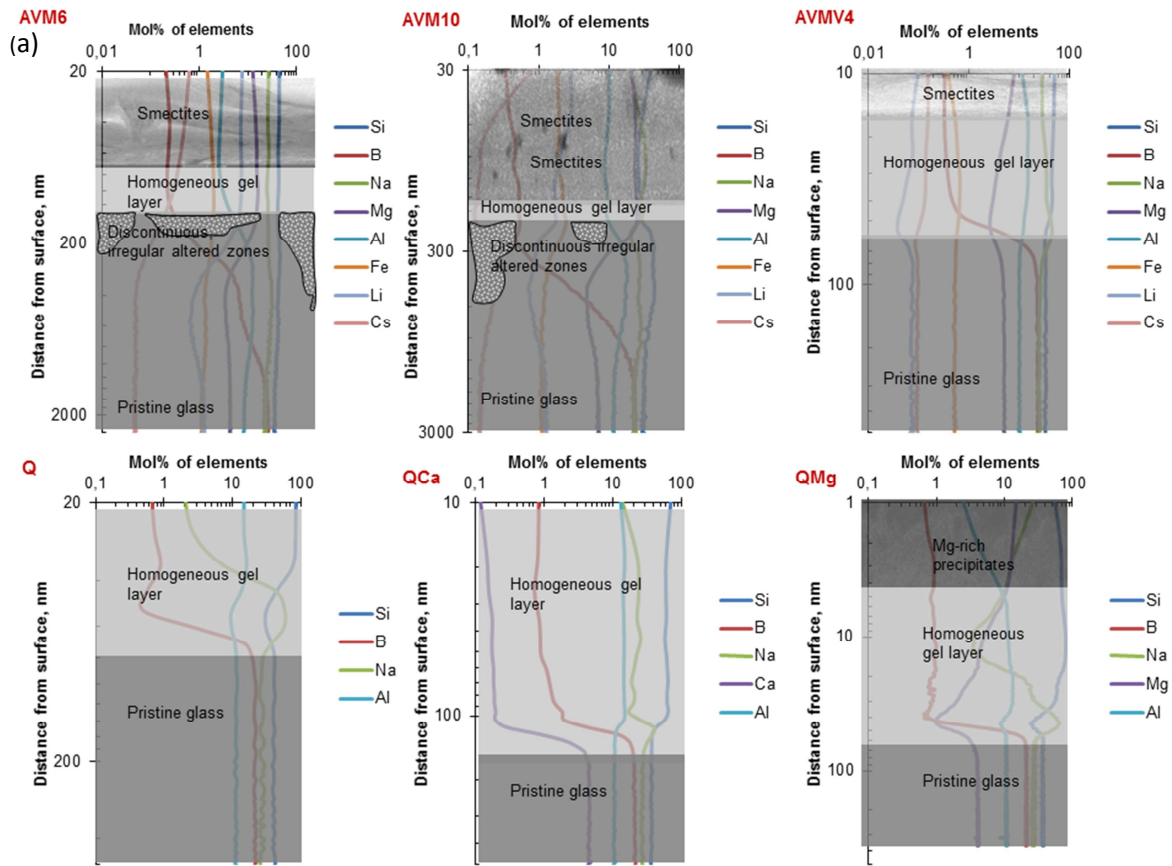 (a)
AVM6
Mol% of elements
0,01 1 100
20
200
2000
Distance from surface, nm
Smectites
Homogeneous gel
layer
Discontinuous
irregular altered zones
Pristine glass
Si
B
Na
Mg
Al
Fe
Li
Cs
AVM10
Mol% of elements
0,1 1 10 100
30
300
3000
Distance from surface, nm
Smectites
Smectites
Homogeneous gel layer
Discontinuous irregular
altered zones
Pristine glass
Si
B
Na
Mg
Al
Fe
Li
Cs
AVMV4
Mol% of elements
0,01 1 100
10
100
Distance from surface, nm
Smectites
Homogeneous gel layer
Pristine glass
Si
B
Na
Mg
Al
Fe
Li
Cs
Q
Mol% of elements
0,1 1 10 100
20
200
Distance from surface, nm
Homogeneous gel
layer
Pristine glass
Si
B
Na
Al
QCa
Mol% of elements
0,1 1 10 100
10
100
Distance from surface, nm
Homogeneous gel
layer
Pristine glass
Si
B
Na
Ca
Al
QMg
Mol% of elements
0,1 1 10 100
1
10
100
Distance from surface, nm
Mg-rich
precipitates
Homogeneous
gel layer
Pristine glass
Si
B
Na
Mg
Al